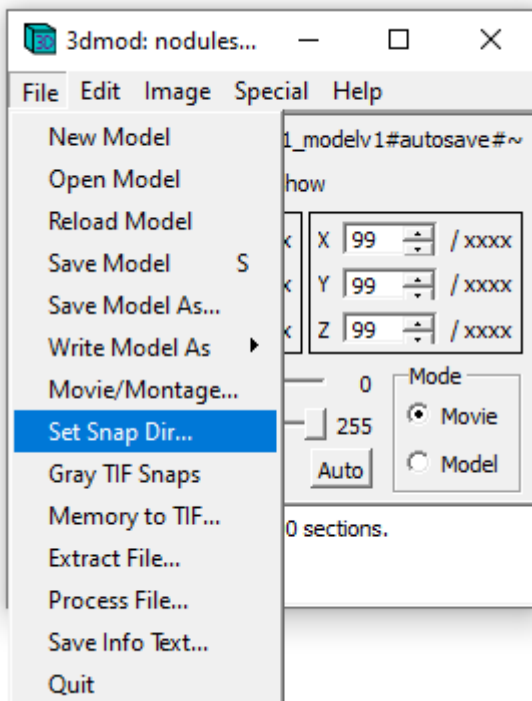 3dmod: nodules...
File Edit Image Special Help
New Model
1_modelv1#autosave#~
Open Model
how
Reload Model
x X 99 / xxxx
Save Model S
x Y 99 / xxxx
Save Model As...
x Z 99 / xxxx
Write Model As
Movie/Montage...
0 Mode
Set Snap Dir...
255 Movie
Gray TIF Snaps
Auto Model
Memory to TIF...
0 sections.
Extract File...
Process File...
Save Info Text...
Quit